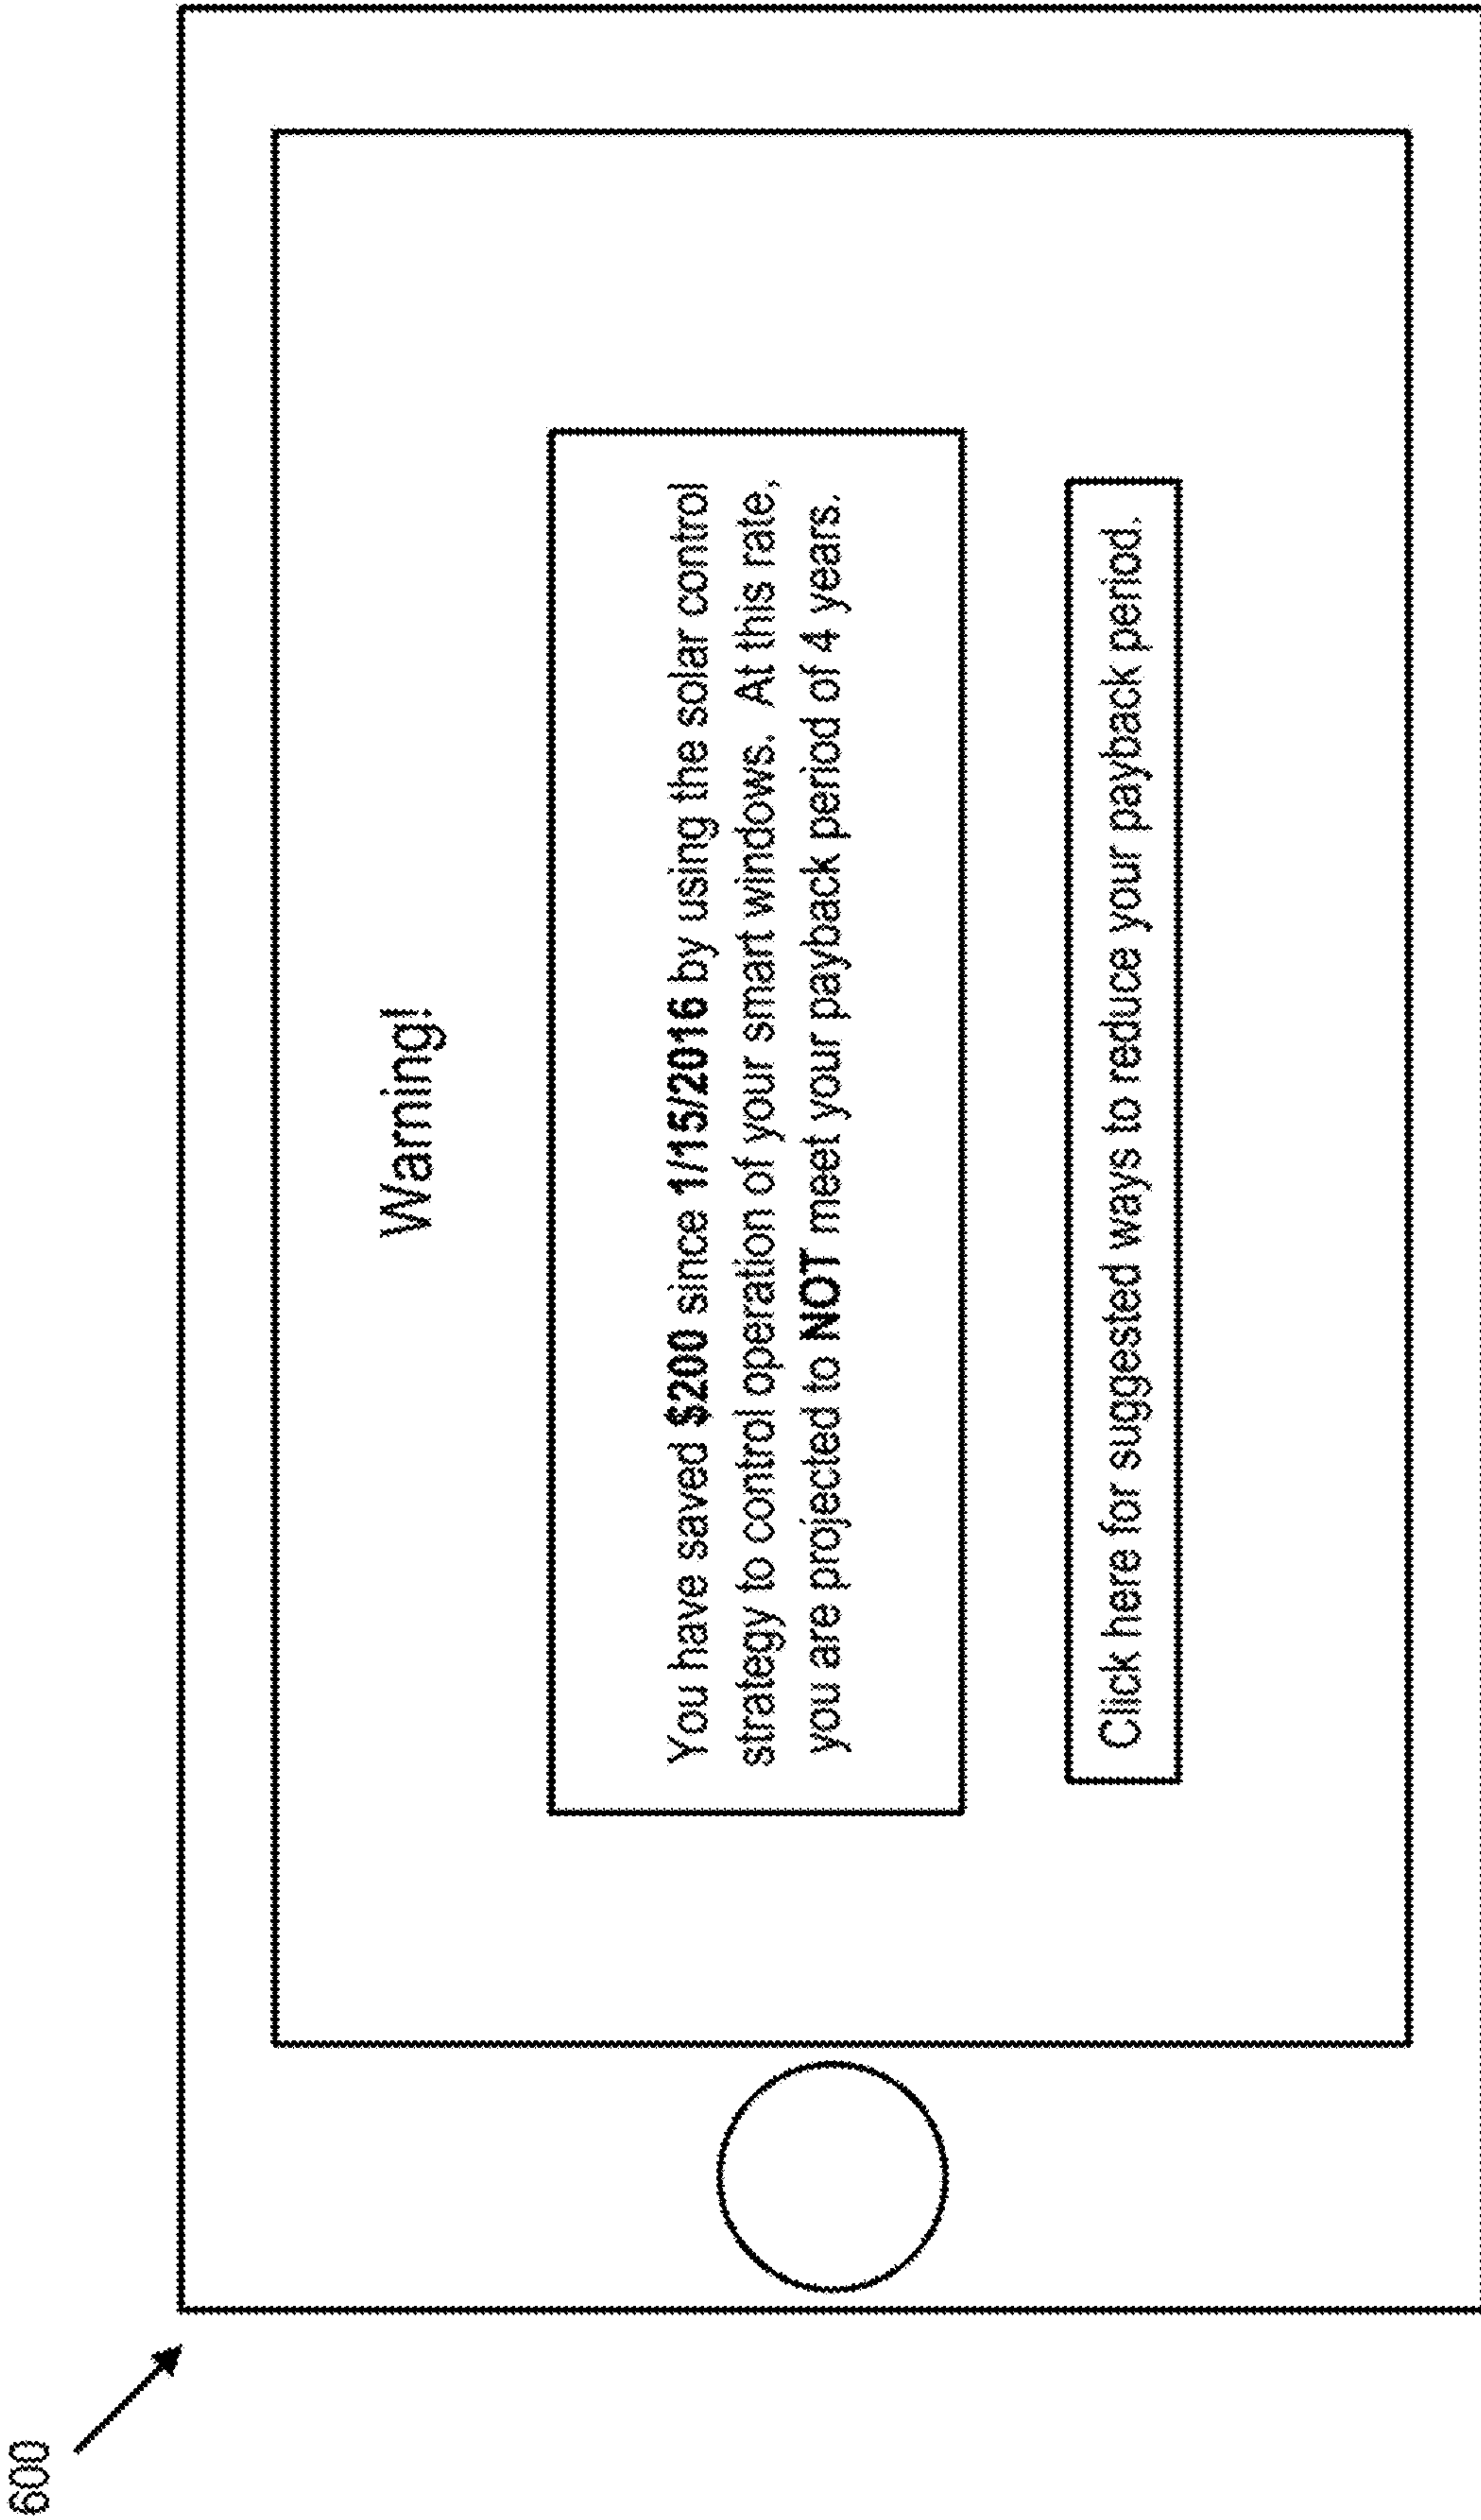 600
Warning!
You have saved $200 since 1/15/2016 by using the solar control
strategy to control operation of your smart windows. At this rate,
you are projected to NOT meet your payback period of 4 years.
Click here for suggested ways to reduce your payback period.